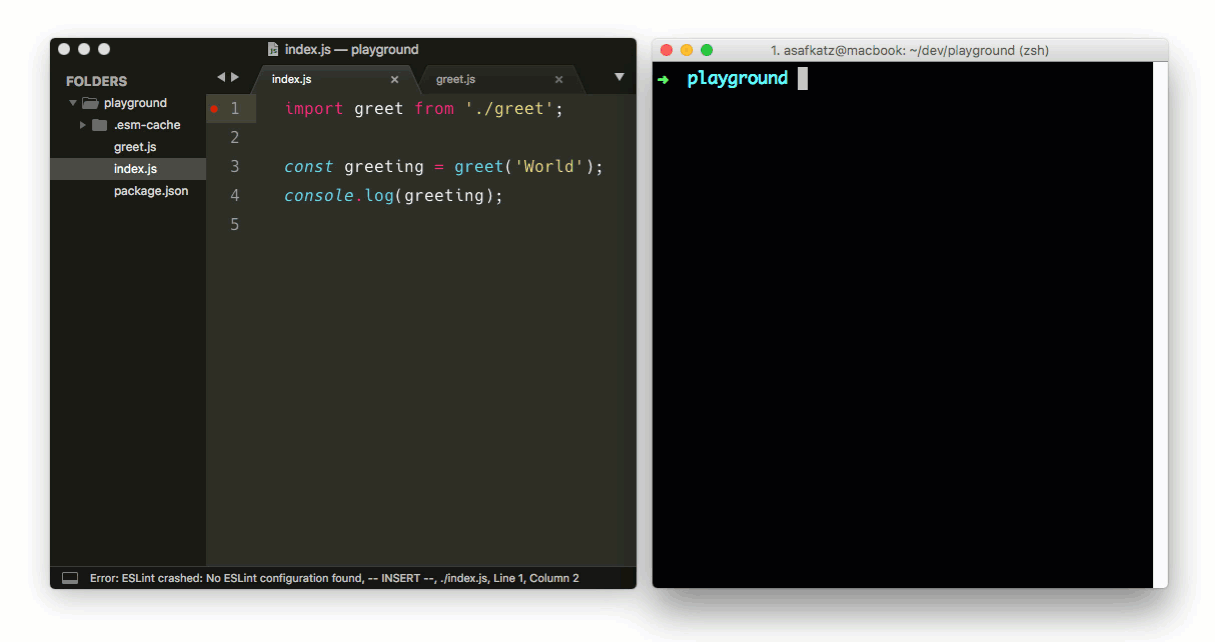 index.js — playground
FOLDERS
playground
.esm-cache
greet.js
index.js
package.json
index.js ×
greet.js ×
1 import greet from './greet';
2
3 const greeting = greet('World');
4 console.log(greeting);
5
Error: ESLint crashed: No ESLint configuration found, -- INSERT --, ./index.js, Line 1, Column 2
1. asafkatz@macbook: ~/dev/playground (zsh)
➜ playground